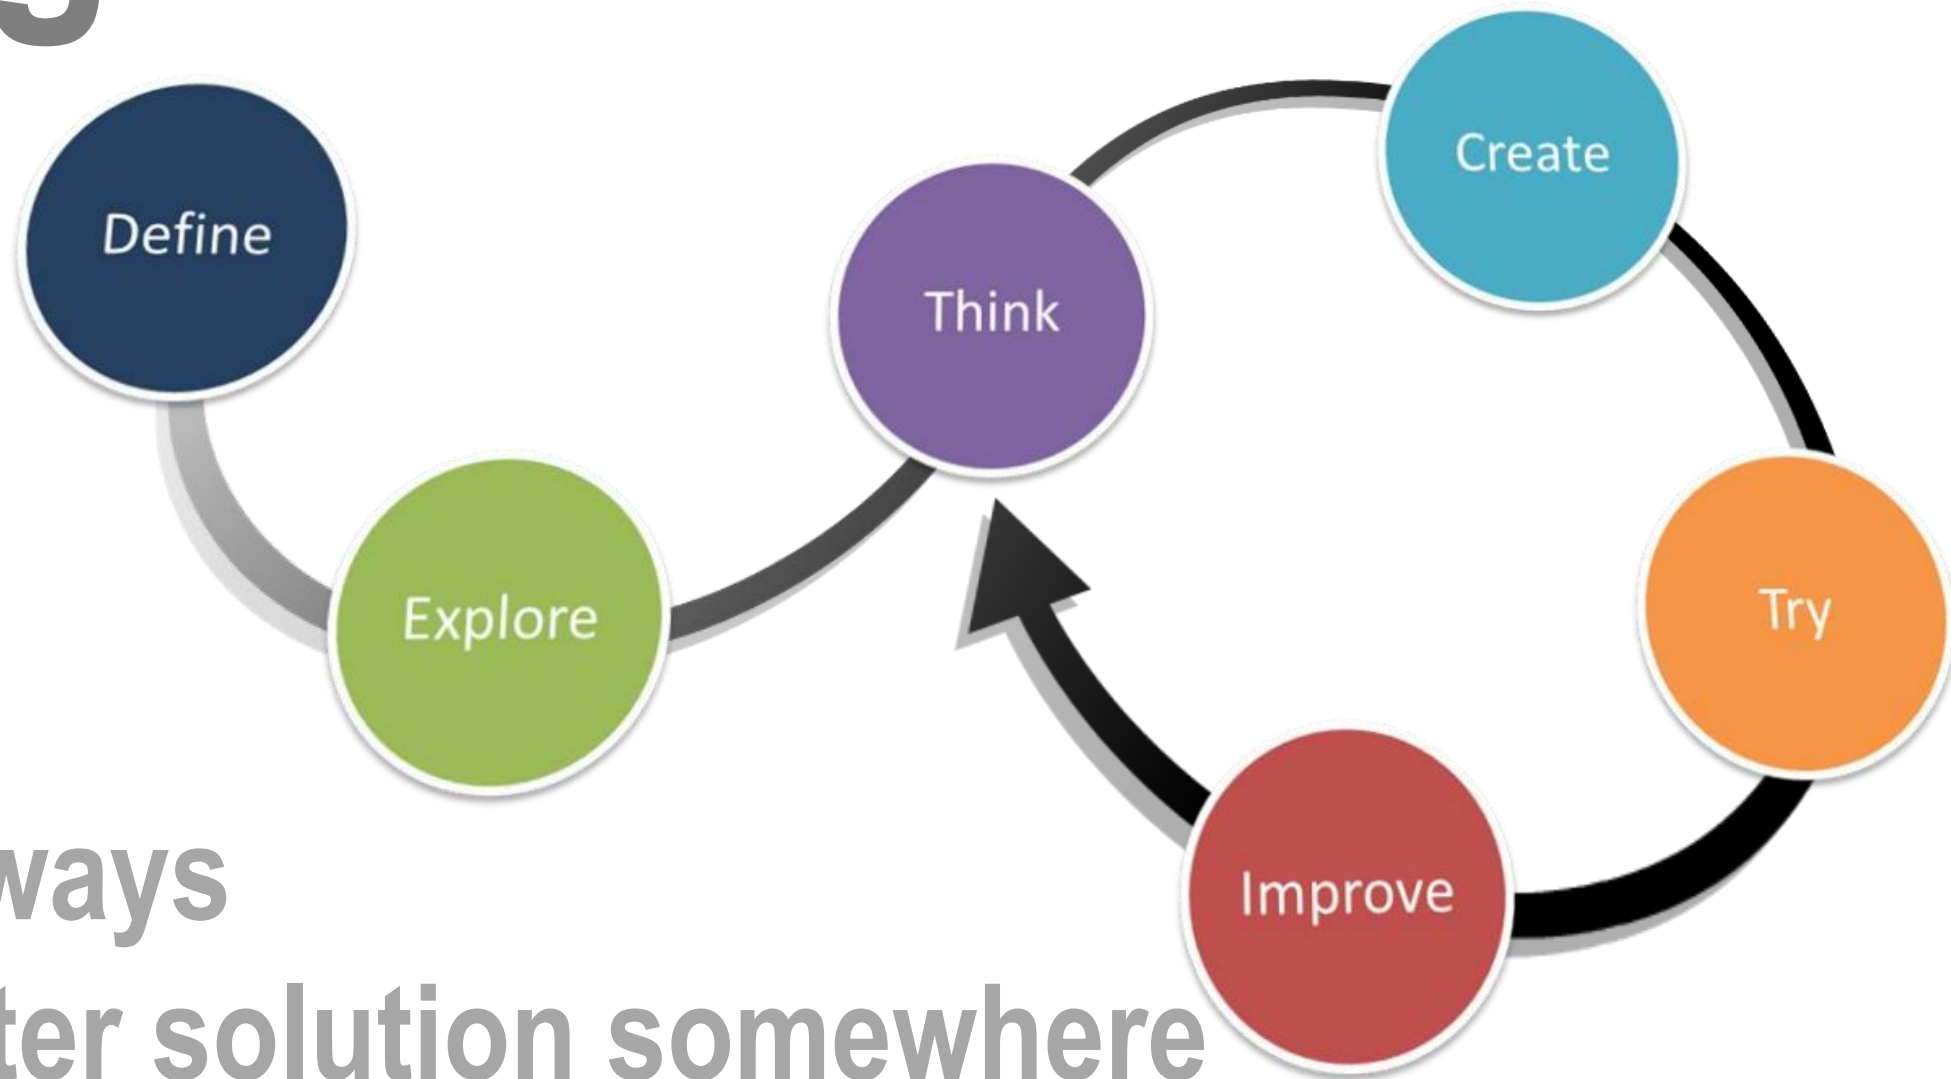 Define
Explore
Think
Create
Try
Improve
ways
ter solution somewhere